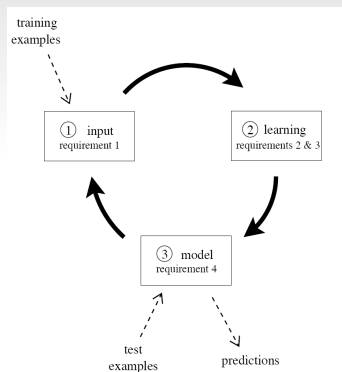 training
examples
① input
requirement 1
② learning
requirements 2 & 3
③ model
requirement 4
test
examples
predictions